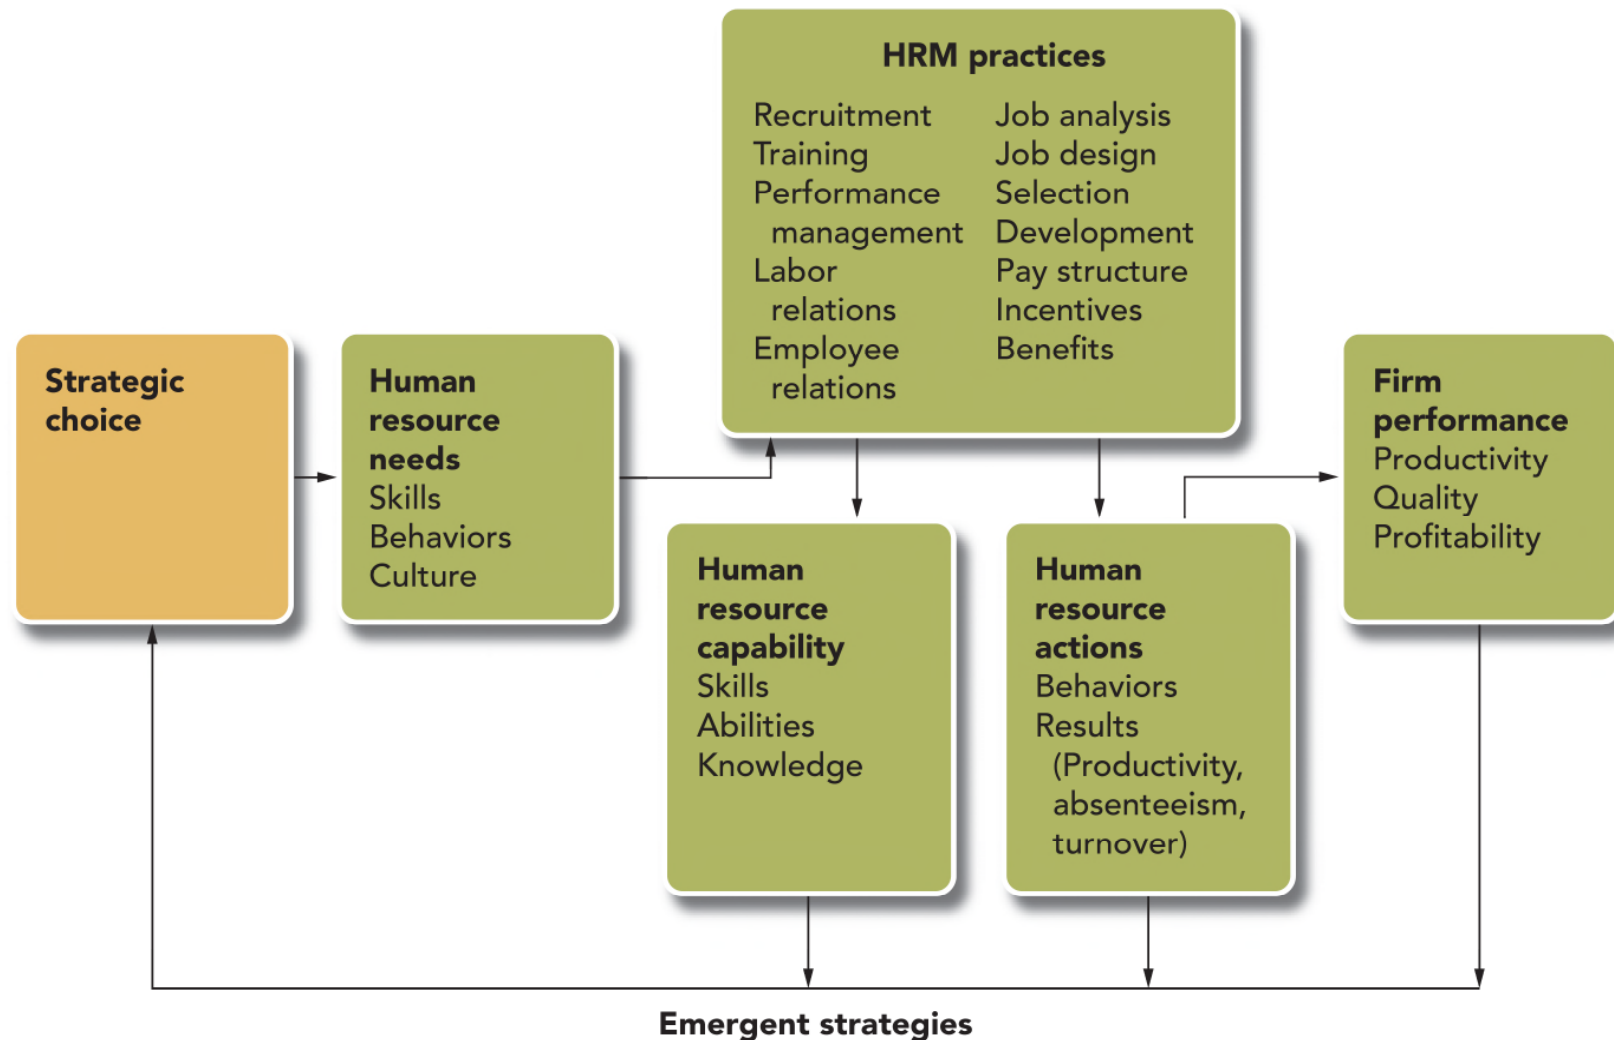 HRM practices
Recruitment
Training
Performance
management
Labor
relations
Employee
relations
Job analysis
Job design
Selection
Development
Pay structure
Incentives
Benefits
Strategic
choice
Human
resource
needs
Skills
Behaviors
Culture
Human
resource
capability
Skills
Abilities
Knowledge
Human
resource
actions
Behaviors
Results
(Productivity,
absenteeism,
turnover)
Firm
performance
Productivity
Quality
Profitability
Emergent strategies